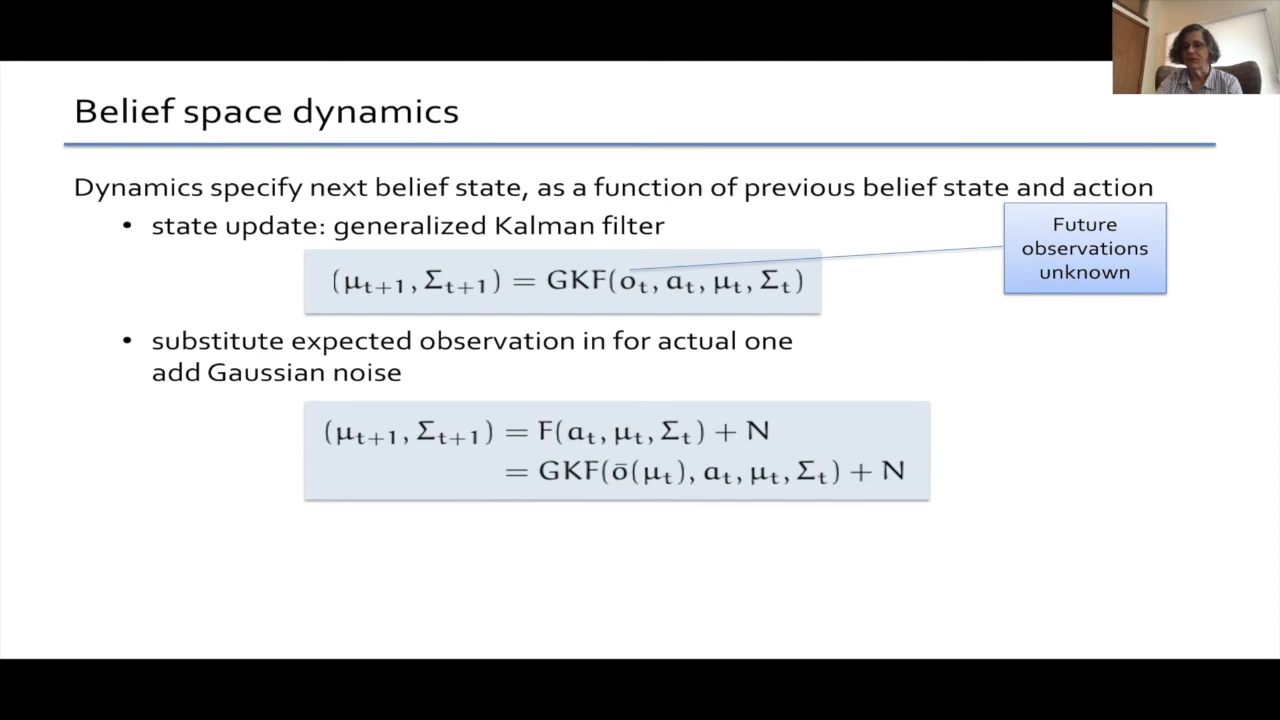 Belief space dynamics
Dynamics specify next belief state, as a function of previous belief state and action
• state update: generalized Kalman filter
Future
observations
unknown
(μₜ₊₁, Σₜ₊₁) = GKF(oₜ, aₜ, μₜ, Σₜ)
• substitute expected observation in for actual one
add Gaussian noise
(μₜ₊₁, Σₜ₊₁) = F(aₜ, μₜ, Σₜ) + N
= GKF(ō(μₜ), aₜ, μₜ, Σₜ) + N